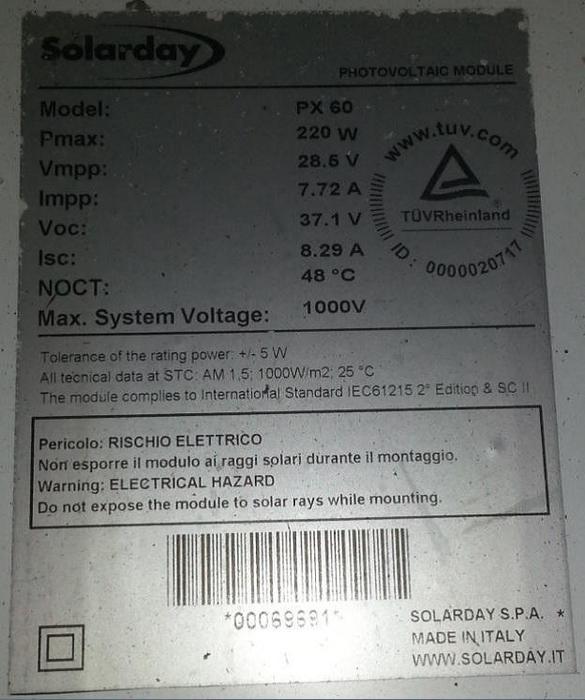 Solarday
PHOTOVOLTAIC MODULE
Model: PX 60
Pmax: 220 W
Vmpp: 28.5 V
Impp: 7.72 A
Voc: 37.1 V
Isc: 8.29 A
NOCT: 48 °C
Max. System Voltage: 1000V
www.tuv.com
TÜVRheinland
®
ID: 0000020717
Tolerance of the rating power: +/- 5 W
All tecnical data at STC: AM 1,5; 1000W/m2; 25 °C
The module complies to International Standard IEC61215 2° Edition & SC II
Pericolo: RISCHIO ELETTRICO
Non esporre il modulo ai raggi solari durante il montaggio.
Warning: ELECTRICAL HAZARD
Do not expose the module to solar rays while mounting.
*00069691*
SOLARDAY S.P.A. *
MADE IN ITALY
WWW.SOLARDAY.IT